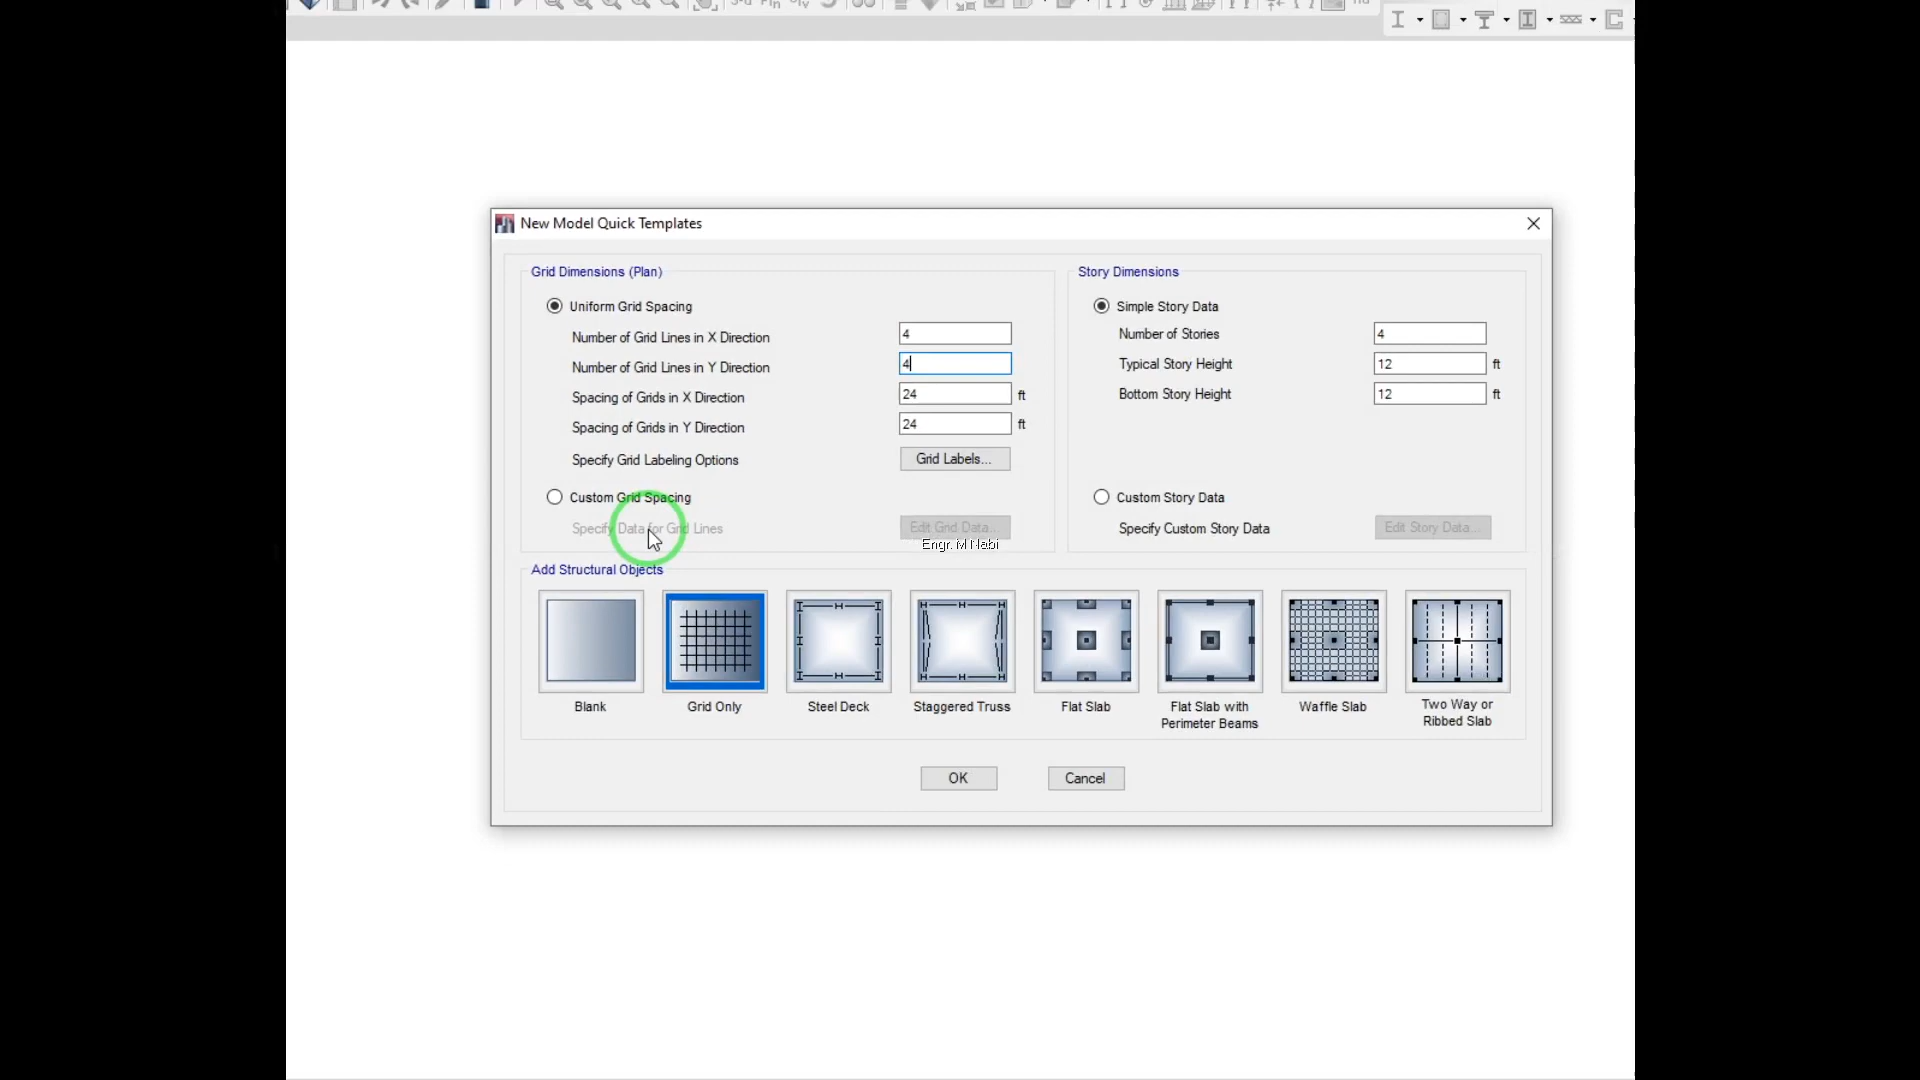 New Model Quick Templates
Grid Dimensions (Plan)
Uniform Grid Spacing
Number of Grid Lines in X Direction
4
Number of Grid Lines in Y Direction
4
Spacing of Grids in X Direction
24
ft
Spacing of Grids in Y Direction
24
ft
Specify Grid Labeling Options
Grid Labels...
Custom Grid Spacing
Specify Data for Grid Lines
Edit Grid Data...
Story Dimensions
Simple Story Data
Number of Stories
4
Typical Story Height
12
ft
Bottom Story Height
12
ft
Custom Story Data
Specify Custom Story Data
Edit Story Data...
Engr. M Nabi
Add Structural Objects
Blank
Grid Only
Steel Deck
Staggered Truss
Flat Slab
Flat Slab with
Perimeter Beams
Waffle Slab
Two Way or
Ribbed Slab
OK
Cancel